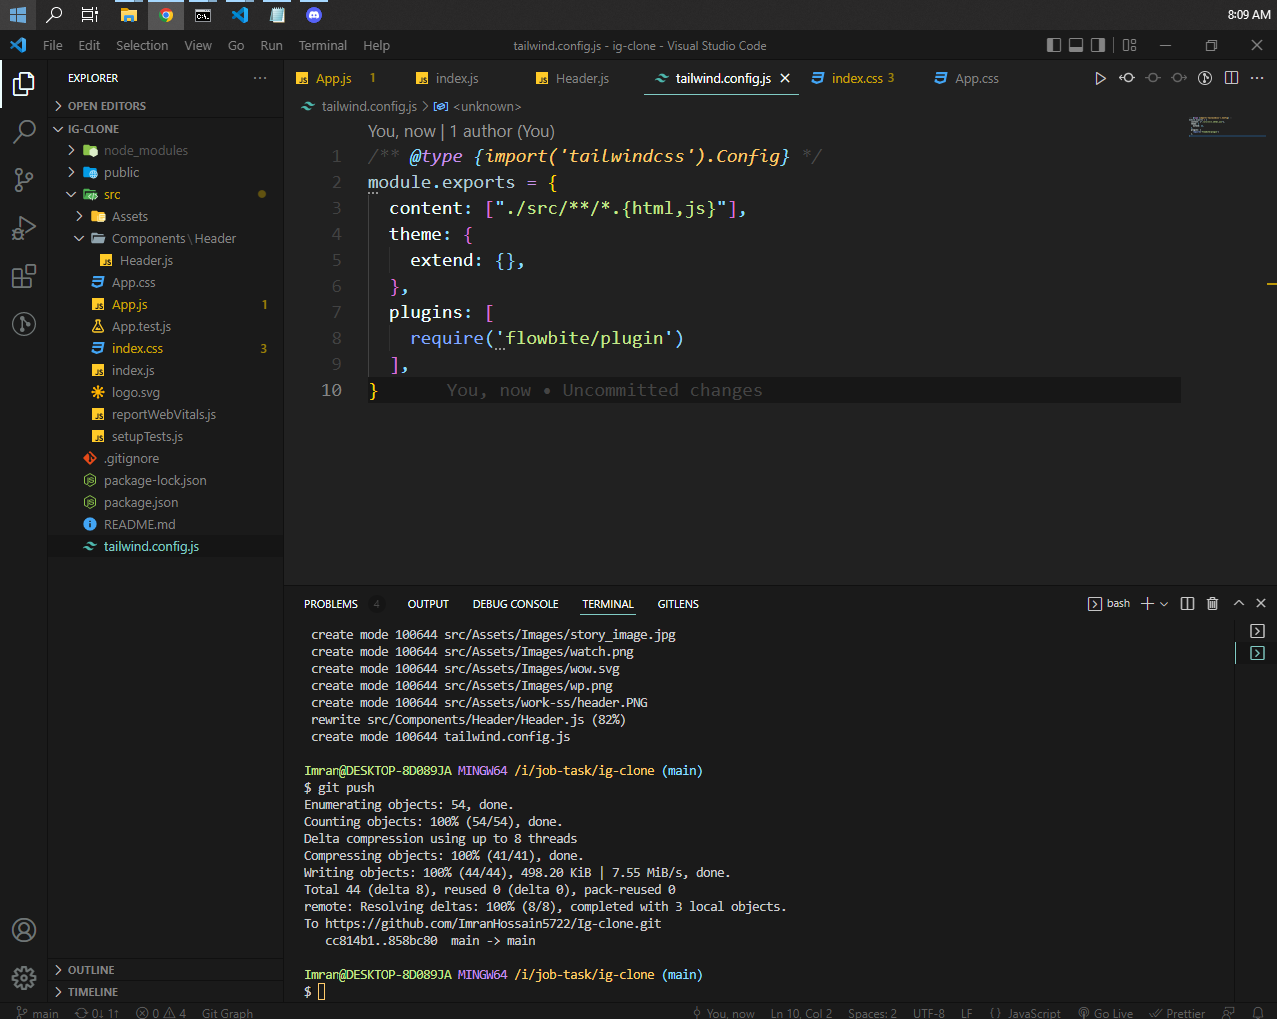 8:09 AM
File Edit Selection View Go Run Terminal Help
tailwind.config.js - ig-clone - Visual Studio Code
EXPLORER
OPEN EDITORS
IG-CLONE
node_modules
public
src
Assets
Components\Header
Header.js
App.css
App.js 1
App.test.js
index.css 3
index.js
logo.svg
reportWebVitals.js
setupTests.js
.gitignore
package-lock.json
package.json
README.md
tailwind.config.js
OUTLINE
TIMELINE
App.js 1 index.js Header.js tailwind.config.js index.css 3 App.css
tailwind.config.js > <unknown>
You, now | 1 author (You)
1 /** @type {import('tailwindcss').Config} */
2 module.exports = {
3 content: ["./src/**/*.{html,js}"],
4 theme: {
5 extend: {},
6 },
7 plugins: [
8 require('flowbite/plugin')
9 ],
10 } You, now • Uncommitted changes
PROBLEMS 4 OUTPUT DEBUG CONSOLE TERMINAL GITLENS
bash
create mode 100644 src/Assets/Images/story_image.jpg
create mode 100644 src/Assets/Images/watch.png
create mode 100644 src/Assets/Images/wow.svg
create mode 100644 src/Assets/Images/wp.png
create mode 100644 src/Assets/work-ss/header.PNG
rewrite src/Components/Header/Header.js (82%)
create mode 100644 tailwind.config.js
Imran@DESKTOP-8D089JA MINGW64 /i/job-task/ig-clone (main)
$ git push
Enumerating objects: 54, done.
Counting objects: 100% (54/54), done.
Delta compression using up to 8 threads
Compressing objects: 100% (41/41), done.
Writing objects: 100% (44/44), 498.20 KiB | 7.55 MiB/s, done.
Total 44 (delta 8), reused 0 (delta 0), pack-reused 0
remote: Resolving deltas: 100% (8/8), completed with 3 local objects.
To https://github.com/ImranHossain5722/Ig-clone.git
cc814b1..858bc80 main -> main
Imran@DESKTOP-8D089JA MINGW64 /i/job-task/ig-clone (main)
$
main 0↓ 1↑ 0 4 Git Graph
You, now Ln 10, Col 2 Spaces: 2 UTF-8 LF {} JavaScript Go Live Prettier